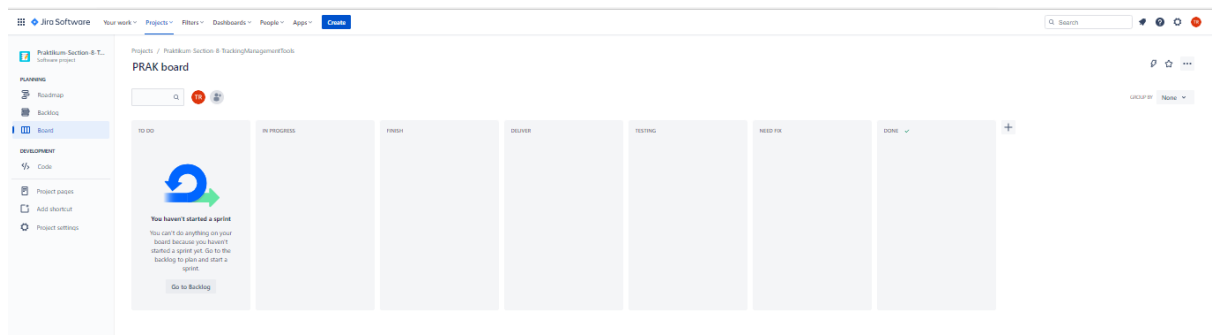 Jira Software Your work Projects Filters Dashboards People Apps Create Search TR
Praktikum-Section-8-T...
Software project
PLANNING
Roadmap
Backlog
Board
DEVELOPMENT
Code
Project pages
Add shortcut
Project settings
Projects / Praktikum Section 8 TrackingManagementTools
PRAK board
TR
GROUP BY None
TO DO IN PROGRESS FINISH DELIVER TESTING NEED FIX DONE
You haven't started a sprint
You can't do anything on your
board because you haven't
started a sprint yet. Go to the
backlog to plan and start a
sprint.
Go to Backlog